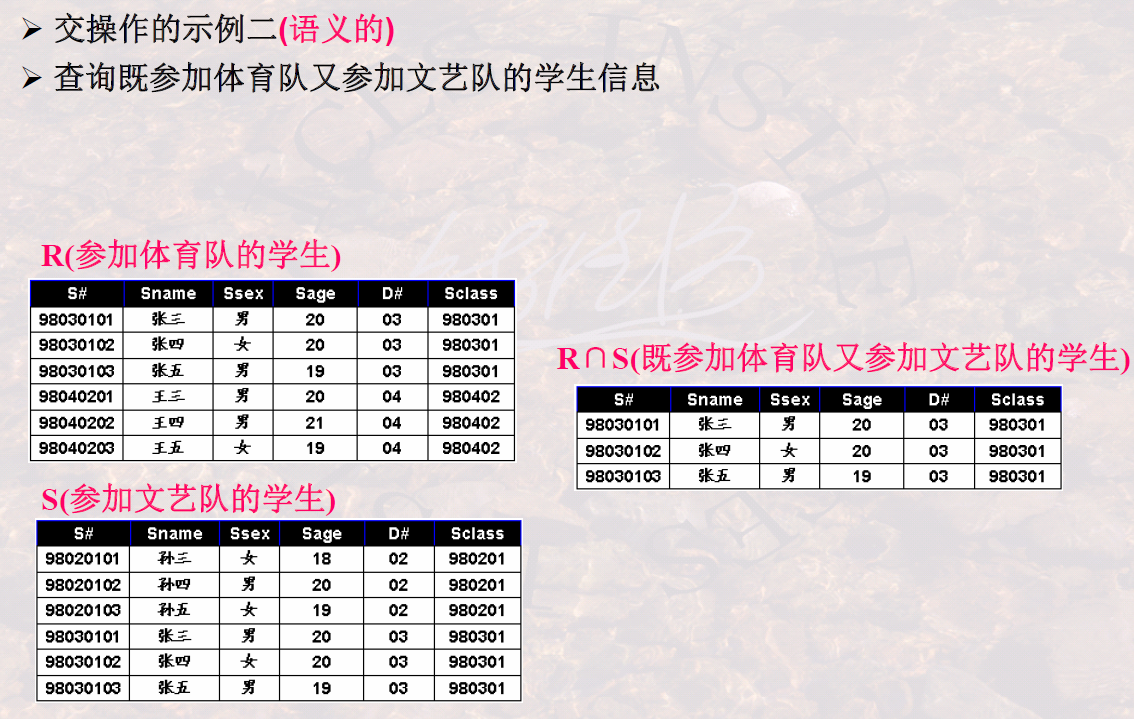 交操作的示例二(语义的)
查询既参加体育队又参加文艺队的学生信息
R(参加体育队的学生)
S# Sname Ssex Sage D# Sclass
98030101 张三 男 20 03 980301
98030102 张四 女 20 03 980301
98030103 张五 男 19 03 980301
98040201 王三 男 20 04 980402
98040202 王四 男 21 04 980402
98040203 王五 女 19 04 980402
S(参加文艺队的学生)
S# Sname Ssex Sage D# Sclass
98020101 孙三 女 18 02 980201
98020102 孙四 男 20 02 980201
98020103 孙五 女 19 02 980201
98030101 张三 男 20 03 980301
98030102 张四 女 20 03 980301
98030103 张五 男 19 03 980301
R∩S(既参加体育队又参加文艺队的学生)
S# Sname Ssex Sage D# Sclass
98030101 张三 男 20 03 980301
98030102 张四 女 20 03 980301
98030103 张五 男 19 03 980301